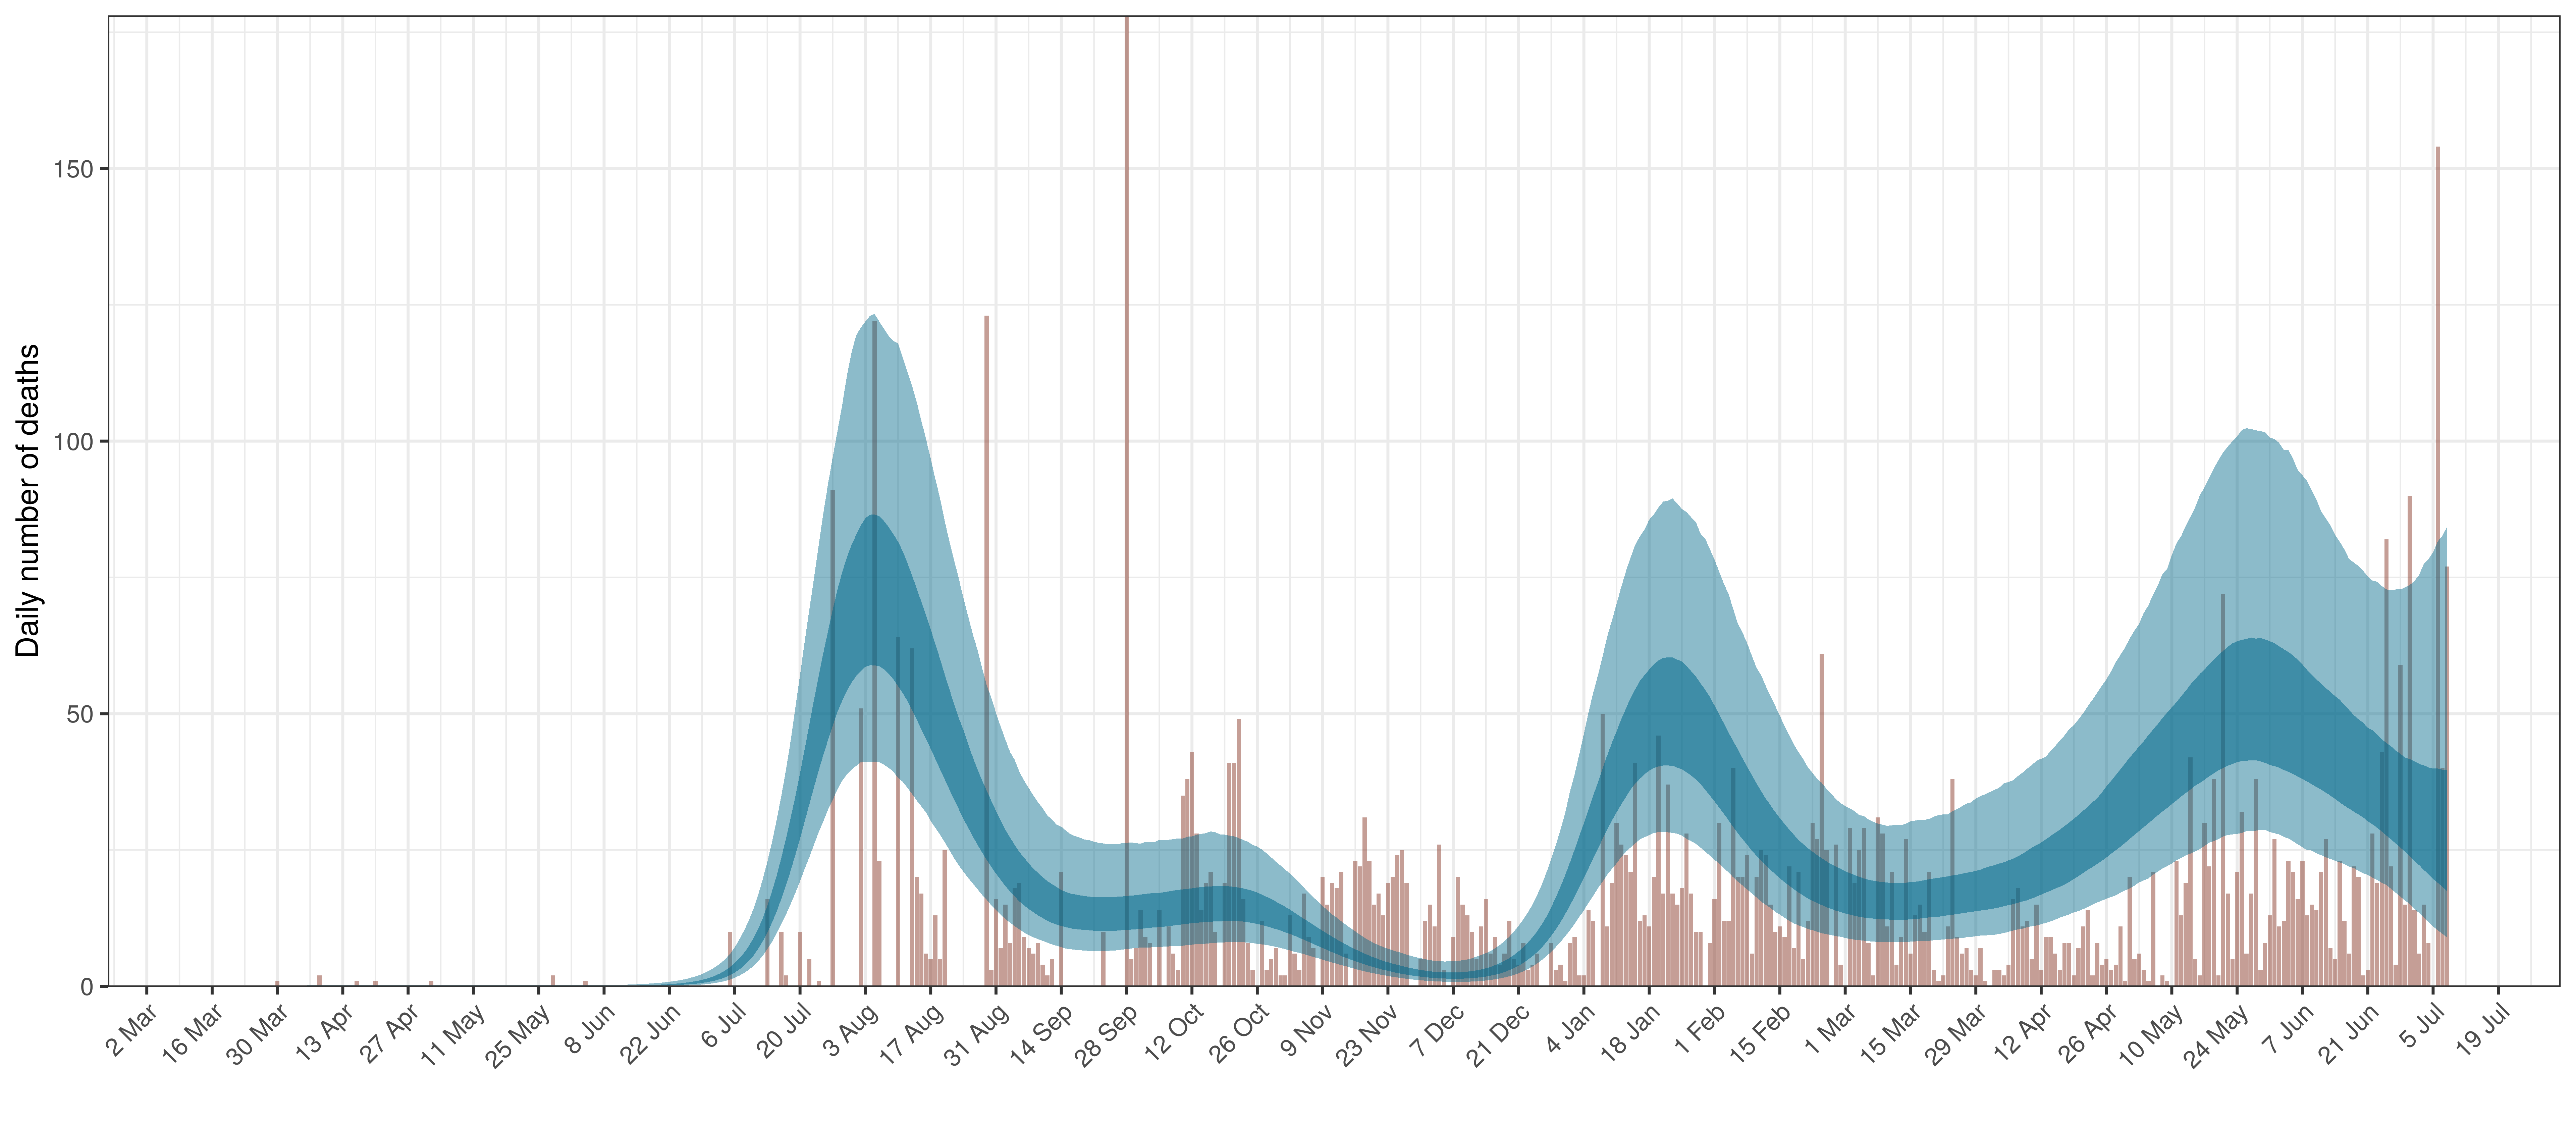 Daily number of deaths
150
100
50
0
2 Mar
16 Mar
30 Mar
13 Apr
27 Apr
11 May
25 May
8 Jun
22 Jun
6 Jul
20 Jul
3 Aug
17 Aug
31 Aug
14 Sep
28 Sep
12 Oct
26 Oct
9 Nov
23 Nov
7 Dec
21 Dec
4 Jan
18 Jan
1 Feb
15 Feb
1 Mar
15 Mar
29 Mar
12 Apr
26 Apr
10 May
24 May
7 Jun
21 Jun
5 Jul
19 Jul